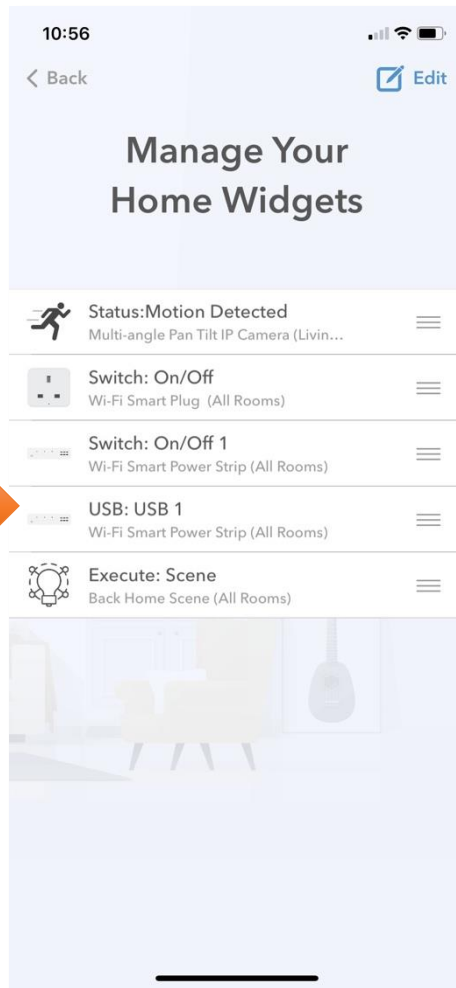 10:56
Back
Edit
Manage Your
Home Widgets
Status:Motion Detected
Multi-angle Pan Tilt IP Camera (Livin...
Switch: On/Off
Wi-Fi Smart Plug (All Rooms)
Switch: On/Off 1
Wi-Fi Smart Power Strip (All Rooms)
USB: USB 1
Wi-Fi Smart Power Strip (All Rooms)
Execute: Scene
Back Home Scene (All Rooms)